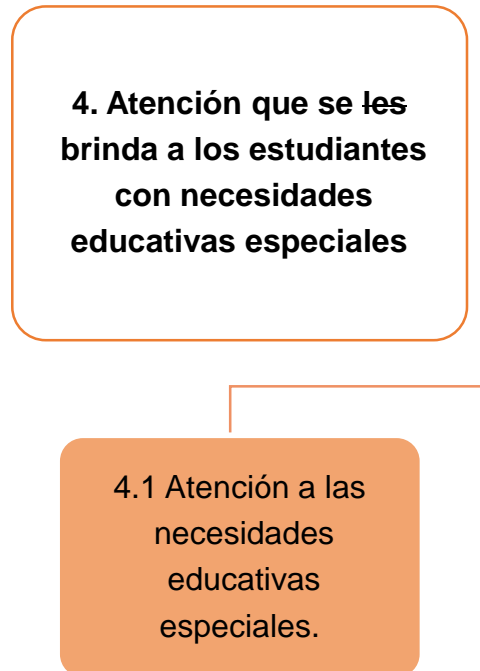 4. Atención que se les
brinda a los estudiantes
con necesidades
educativas especiales
4.1 Atención a las
necesidades
educativas
especiales.